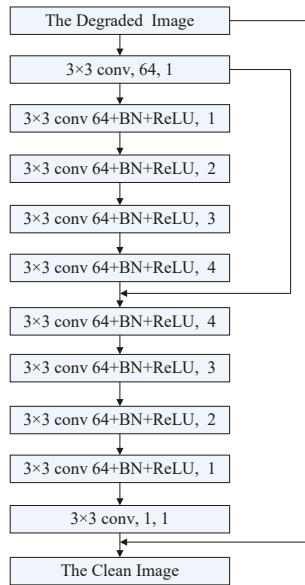 The Degraded Image
3×3 conv, 64, 1
3×3 conv 64+BN+ReLU, 1
3×3 conv 64+BN+ReLU, 2
3×3 conv 64+BN+ReLU, 3
3×3 conv 64+BN+ReLU, 4
3×3 conv 64+BN+ReLU, 4
3×3 conv 64+BN+ReLU, 3
3×3 conv 64+BN+ReLU, 2
3×3 conv 64+BN+ReLU, 1
3×3 conv, 1, 1
The Clean Image